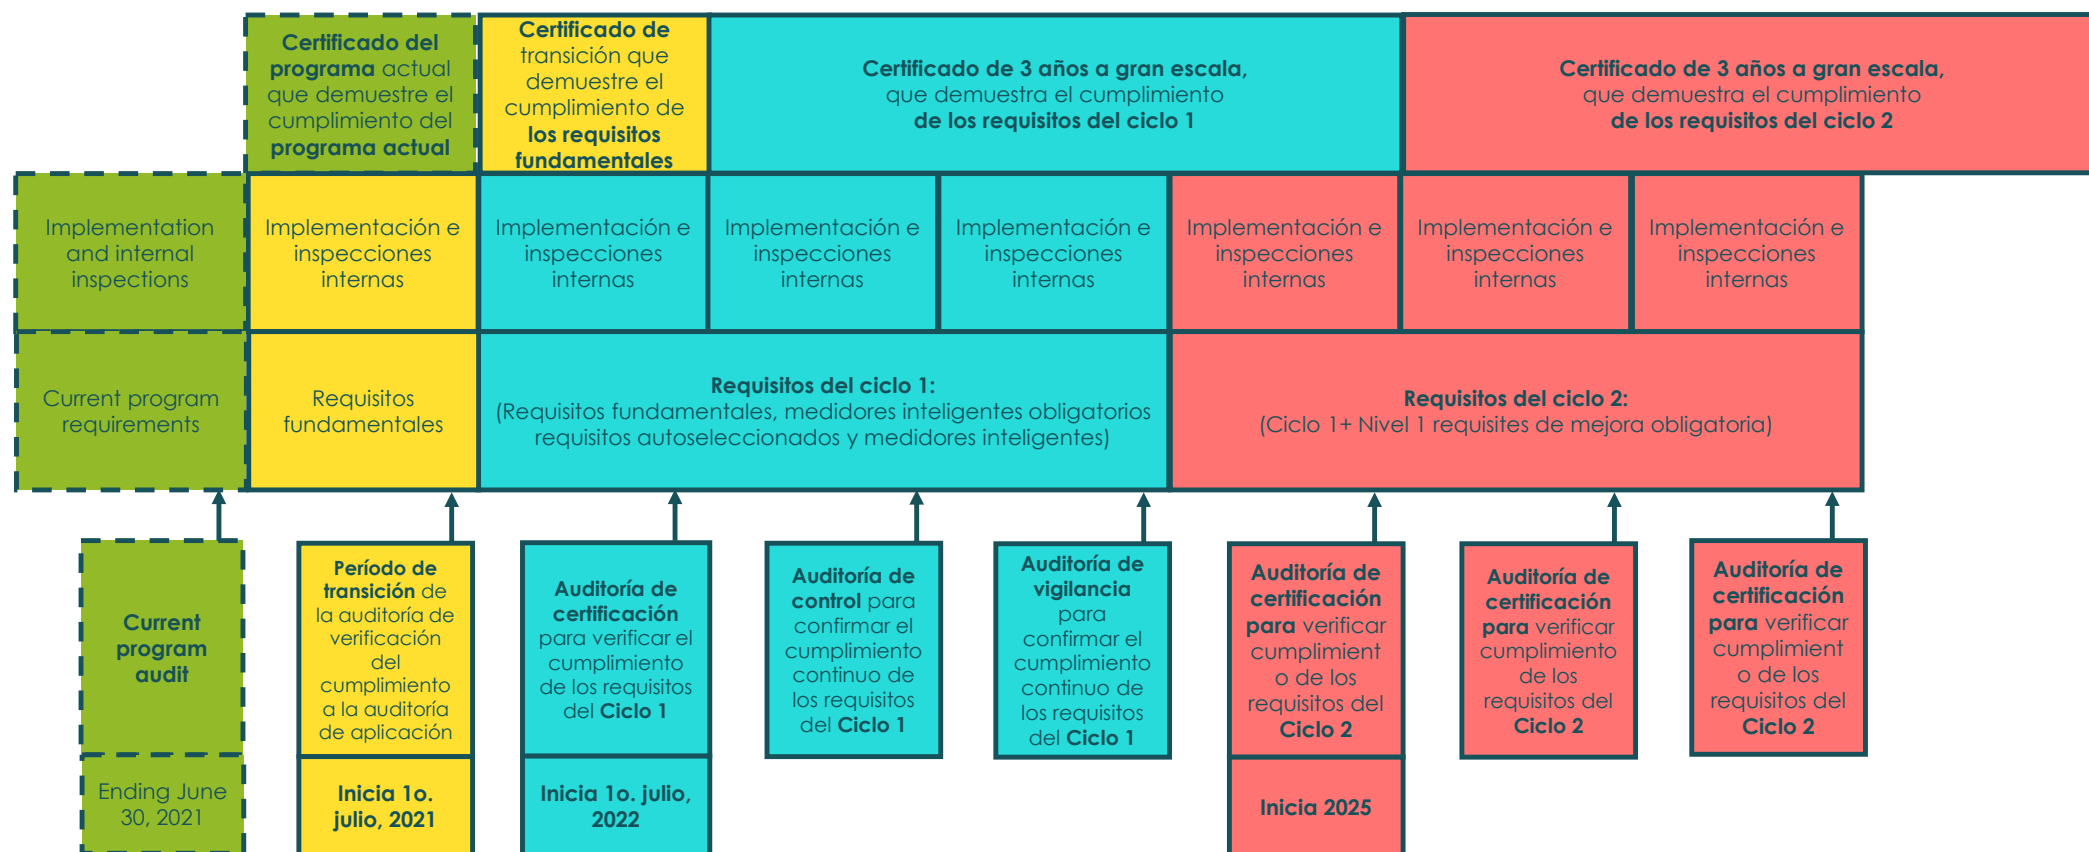 Certificado del
programa actual
que demuestre el
cumplimiento del
programa actual
Certificado de
transición que
demuestre el
cumplimiento de
los requisitos
fundamentales
Certificado de 3 años a gran escala,
que demuestra el cumplimiento
de los requisitos del ciclo 1
Certificado de 3 años a gran escala,
que demuestra el cumplimiento
de los requisitos del ciclo 2
Implementation
and internal
inspections
Implementación e
inspecciones
internas
Implementación e
inspecciones
internas
Implementación e
inspecciones
internas
Implementación e
inspecciones
internas
Implementación e
inspecciones
internas
Implementación e
inspecciones
internas
Implementación e
inspecciones
internas
Current program
requirements
Requisitos
fundamentales
Requisitos del ciclo 1:
(Requisitos fundamentales, medidores inteligentes obligatorios
requisitos autoseleccionados y medidores inteligentes)
Requisitos del ciclo 2:
(Ciclo 1+ Nivel 1 requisites de mejora obligatoria)
Current
program
audit
Período de
transición de
la auditoría de
verificación
del
cumplimiento
a la auditoría
de aplicación
Auditoría de
certificación
para verificar el
cumplimiento
de los requisitos
del Ciclo 1
Auditoría de
control para
confirmar el
cumplimiento
continuo de
los requisitos
del Ciclo 1
Auditoría de
vigilancia
para
confirmar el
cumplimiento
continuo de
los requisitos
del Ciclo 1
Auditoría de
certificación
para verificar
cumplimient
o de los
requisitos del
Ciclo 2
Auditoría de
certificación
para verificar
cumplimiento
de los
requisitos del
Ciclo 2
Auditoría de
certificación
para verificar
cumplimient
o de los
requisitos del
Ciclo 2
Ending June
30, 2021
Inicia 1o.
julio, 2021
Inicia 1o. julio,
2022
Inicia 2025